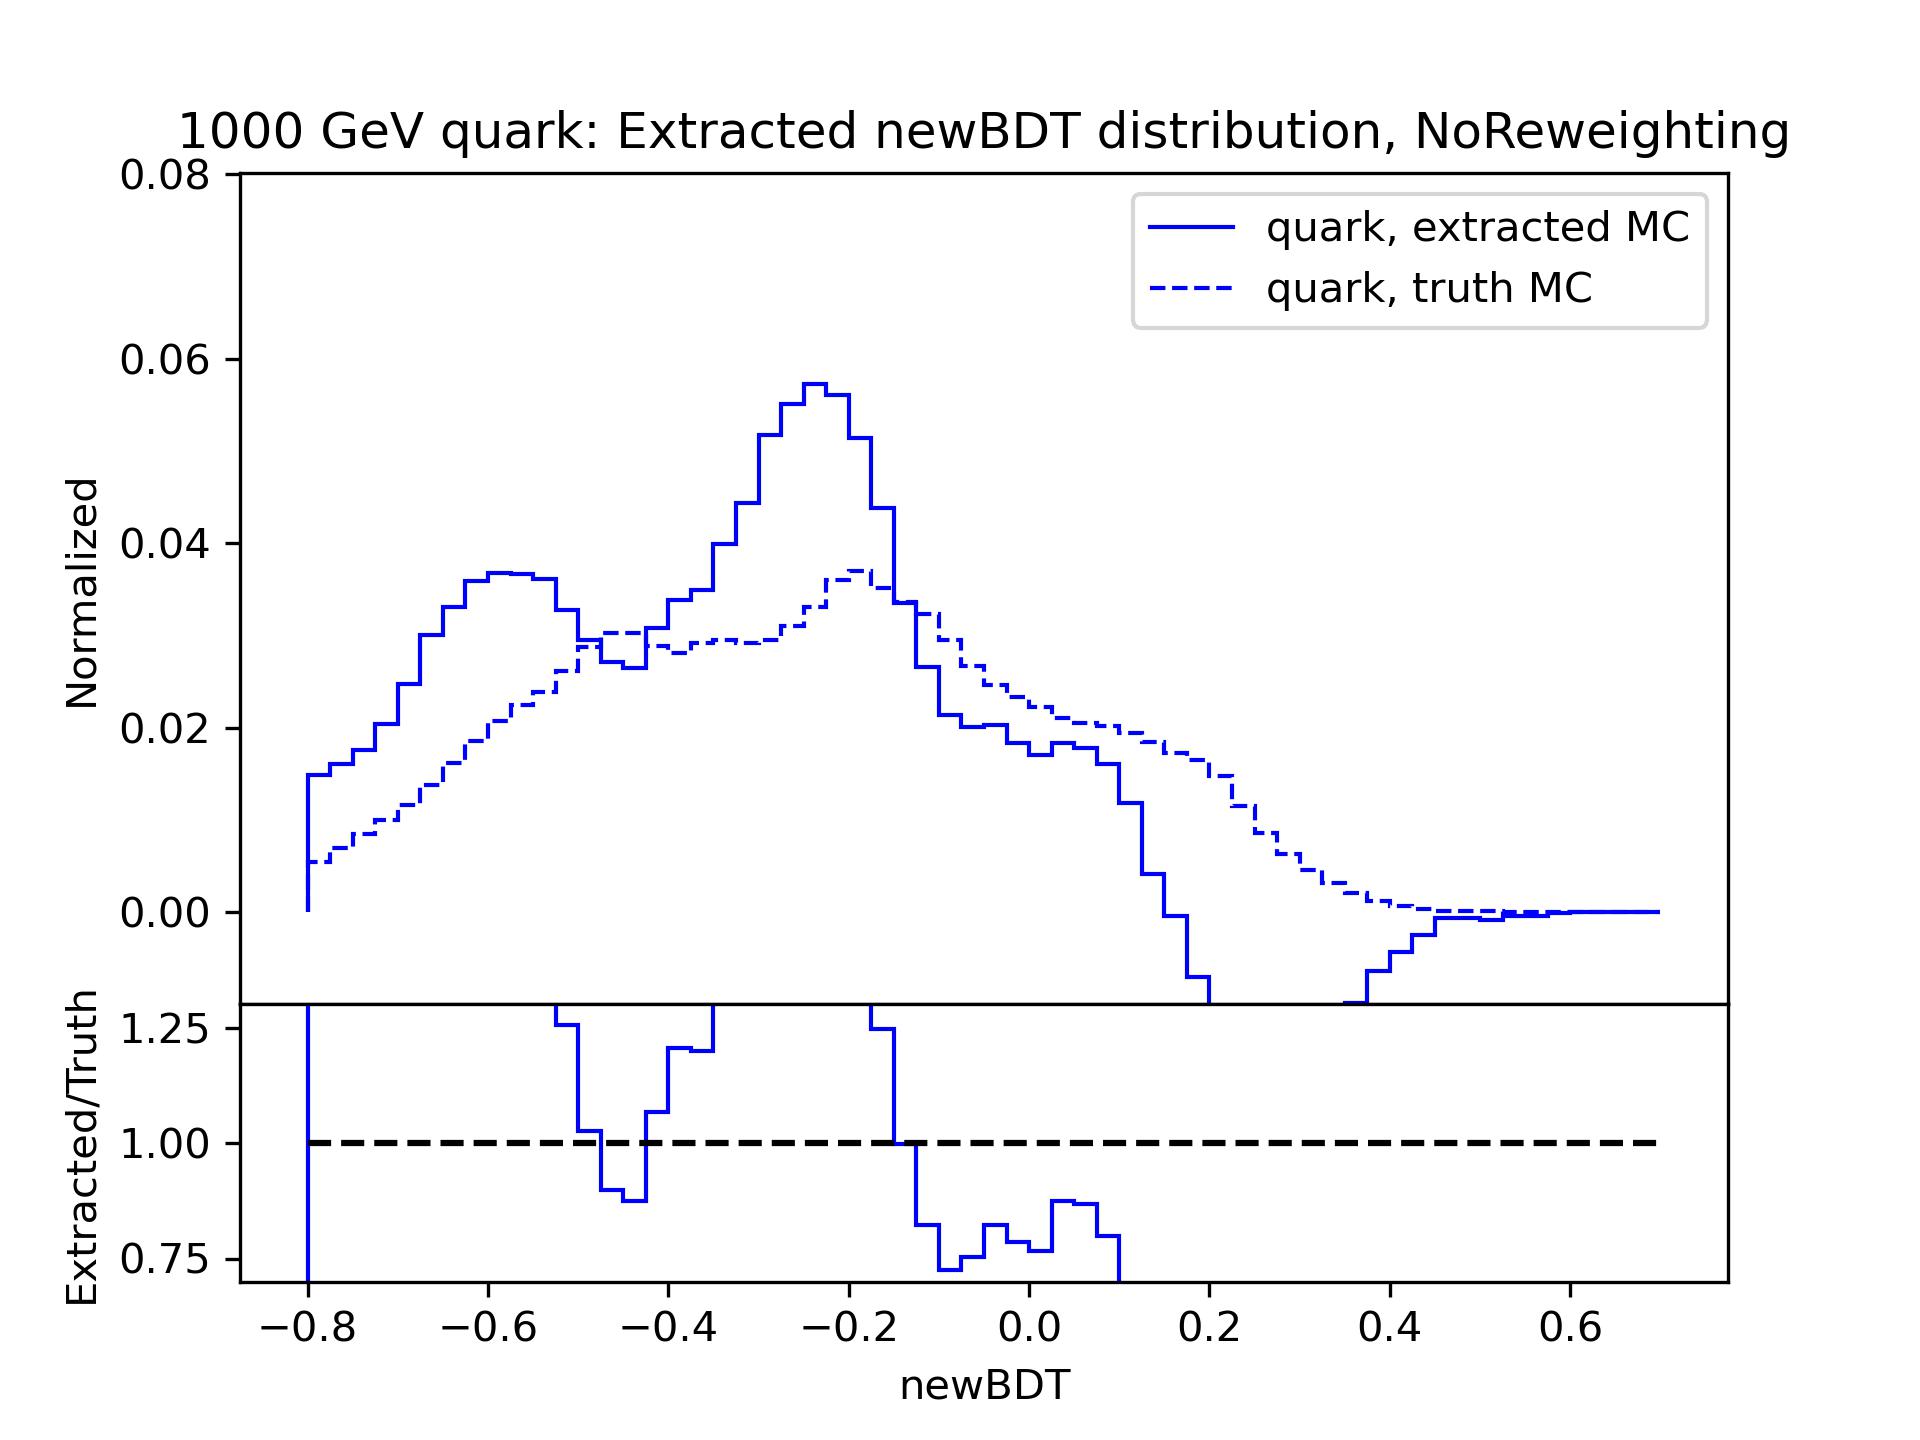 1000 GeV quark: Extracted newBDT distribution, NoReweighting
quark, extracted MC
quark, truth MC
Normalized
0.08
0.06
0.04
0.02
0.00
Extracted/Truth
1.25
1.00
0.75
−0.8 −0.6 −0.4 −0.2 0.0 0.2 0.4 0.6
newBDT